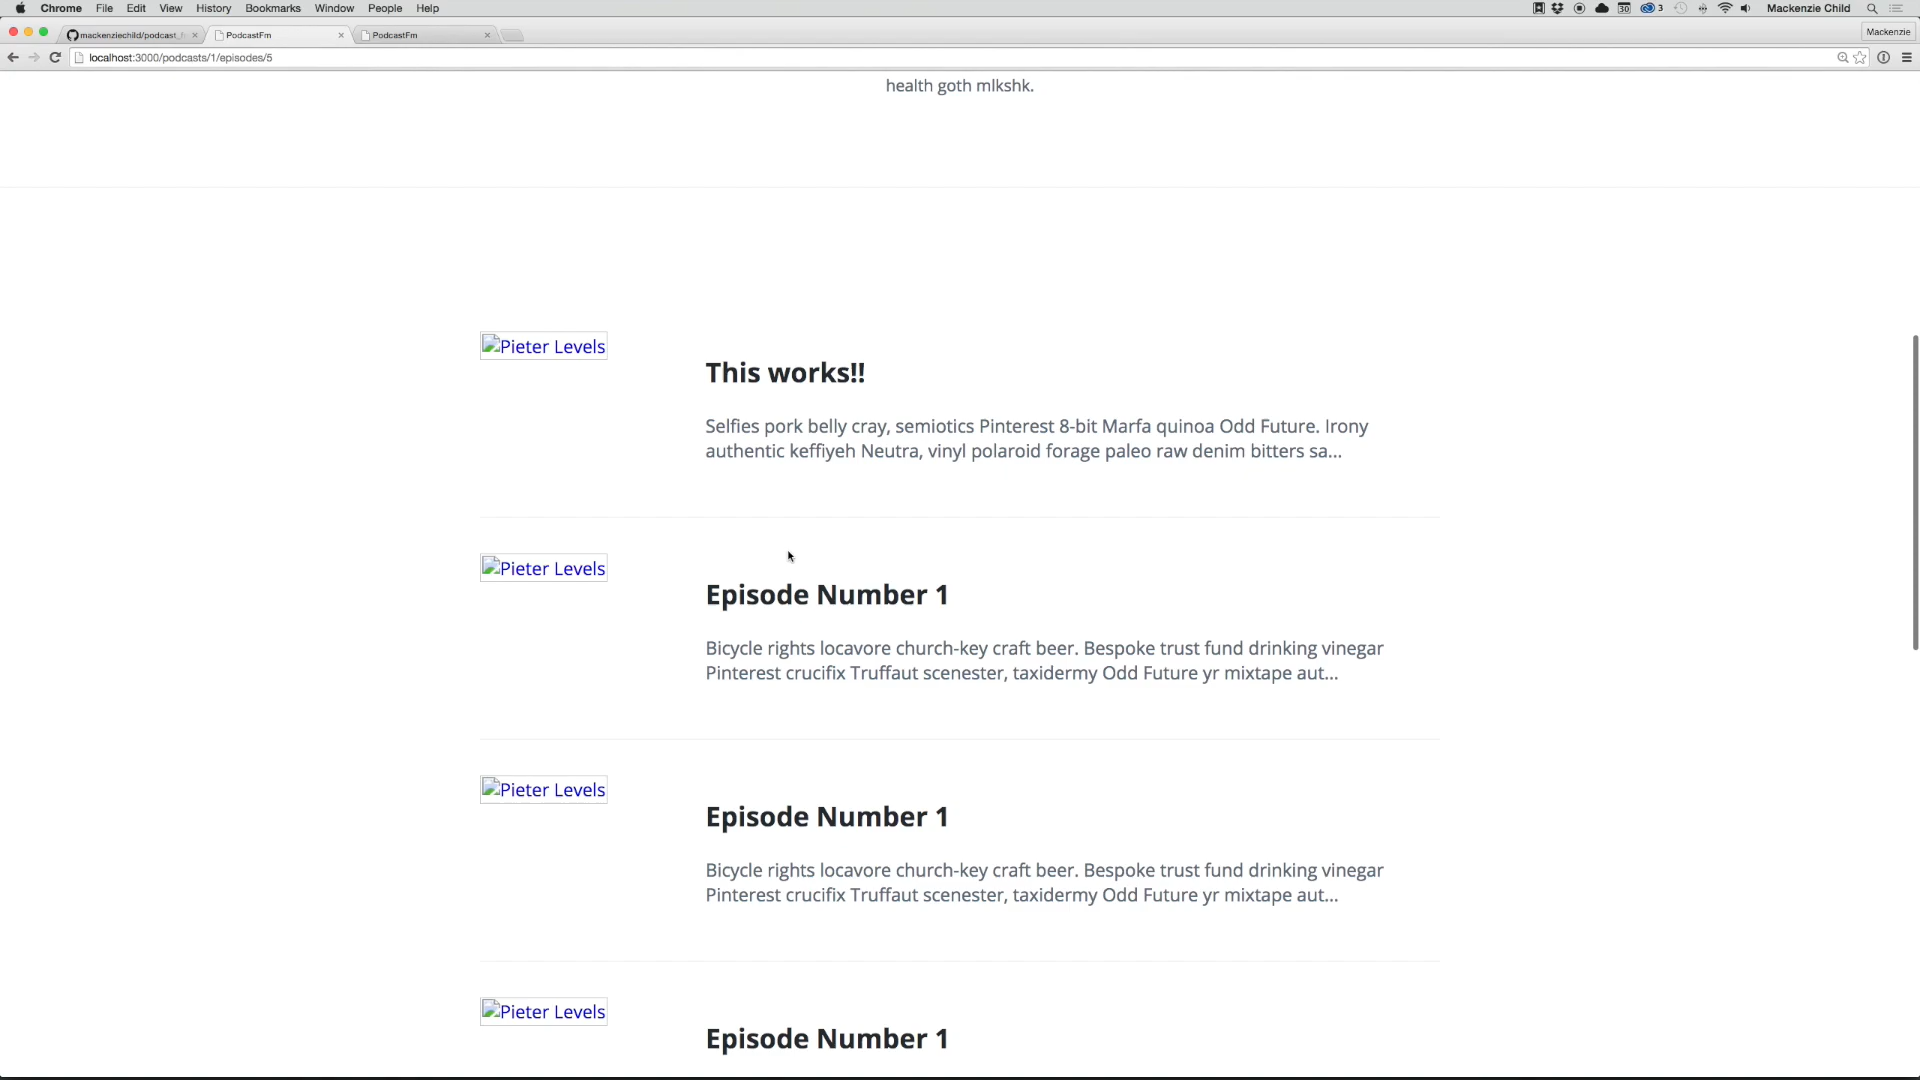 Chrome File Edit View History Bookmarks Window People Help 30 3 Mackenzie Child
mackenziechild/podcast_f PodcastFm PodcastFm Mackenzie
localhost:3000/podcasts/1/episodes/5
health goth mlkshk.
Pieter Levels
This works!!
Selfies pork belly cray, semiotics Pinterest 8-bit Marfa quinoa Odd Future. Irony
authentic keffiyeh Neutra, vinyl polaroid forage paleo raw denim bitters sa...
Pieter Levels
Episode Number 1
Bicycle rights locavore church-key craft beer. Bespoke trust fund drinking vinegar
Pinterest crucifix Truffaut scenester, taxidermy Odd Future yr mixtape aut...
Pieter Levels
Episode Number 1
Bicycle rights locavore church-key craft beer. Bespoke trust fund drinking vinegar
Pinterest crucifix Truffaut scenester, taxidermy Odd Future yr mixtape aut...
Pieter Levels
Episode Number 1